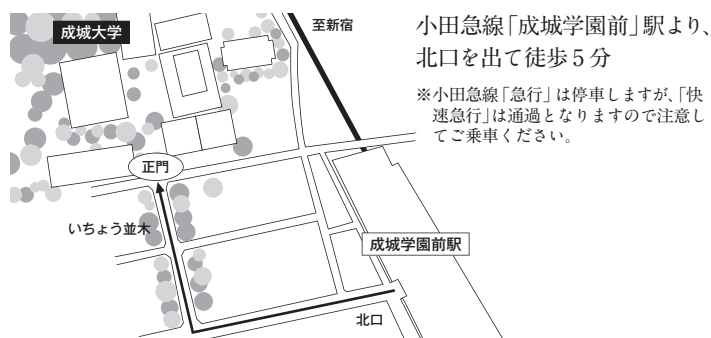 成城大学
至新宿
正門
いちょう並木
成城学園前駅
北口
小田急線「成城学園前」駅より、
北口を出て徒歩５分
※小田急線「急行」は停車しますが、「快
速急行」は通過となりますので注意し
てご乗車ください。